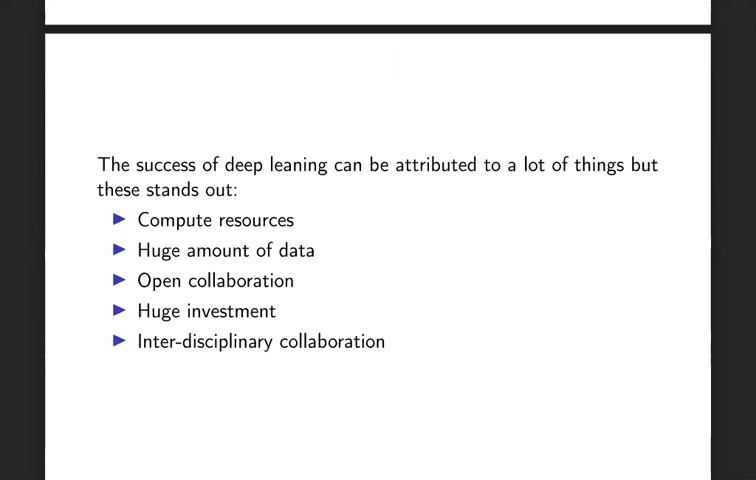 The success of deep leaning can be attributed to a lot of things but
these stands out:
Compute resources
Huge amount of data
Open collaboration
Huge investment
Inter-disciplinary collaboration